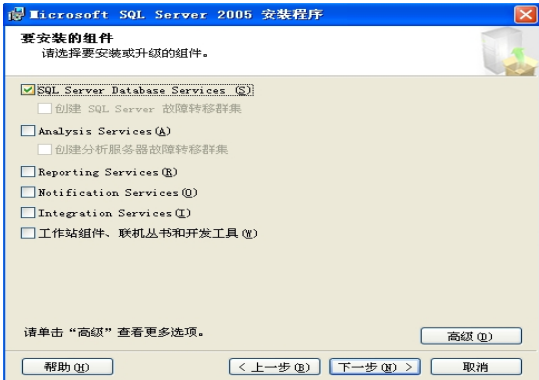 Microsoft SQL Server 2005 安装程序
要安装的组件
请选择要安装或升级的组件。
SQL Server Database Services (S)
创建 SQL Server 故障转移群集
Analysis Services(A)
创建分析服务器故障转移群集
Reporting Services(R)
Notification Services(O)
Integration Services(I)
工作站组件、联机丛书和开发工具(W)
请单击“高级”查看更多选项。
高级(D)
帮助(H)
< 上一步(B)
下一步(N) >
取消